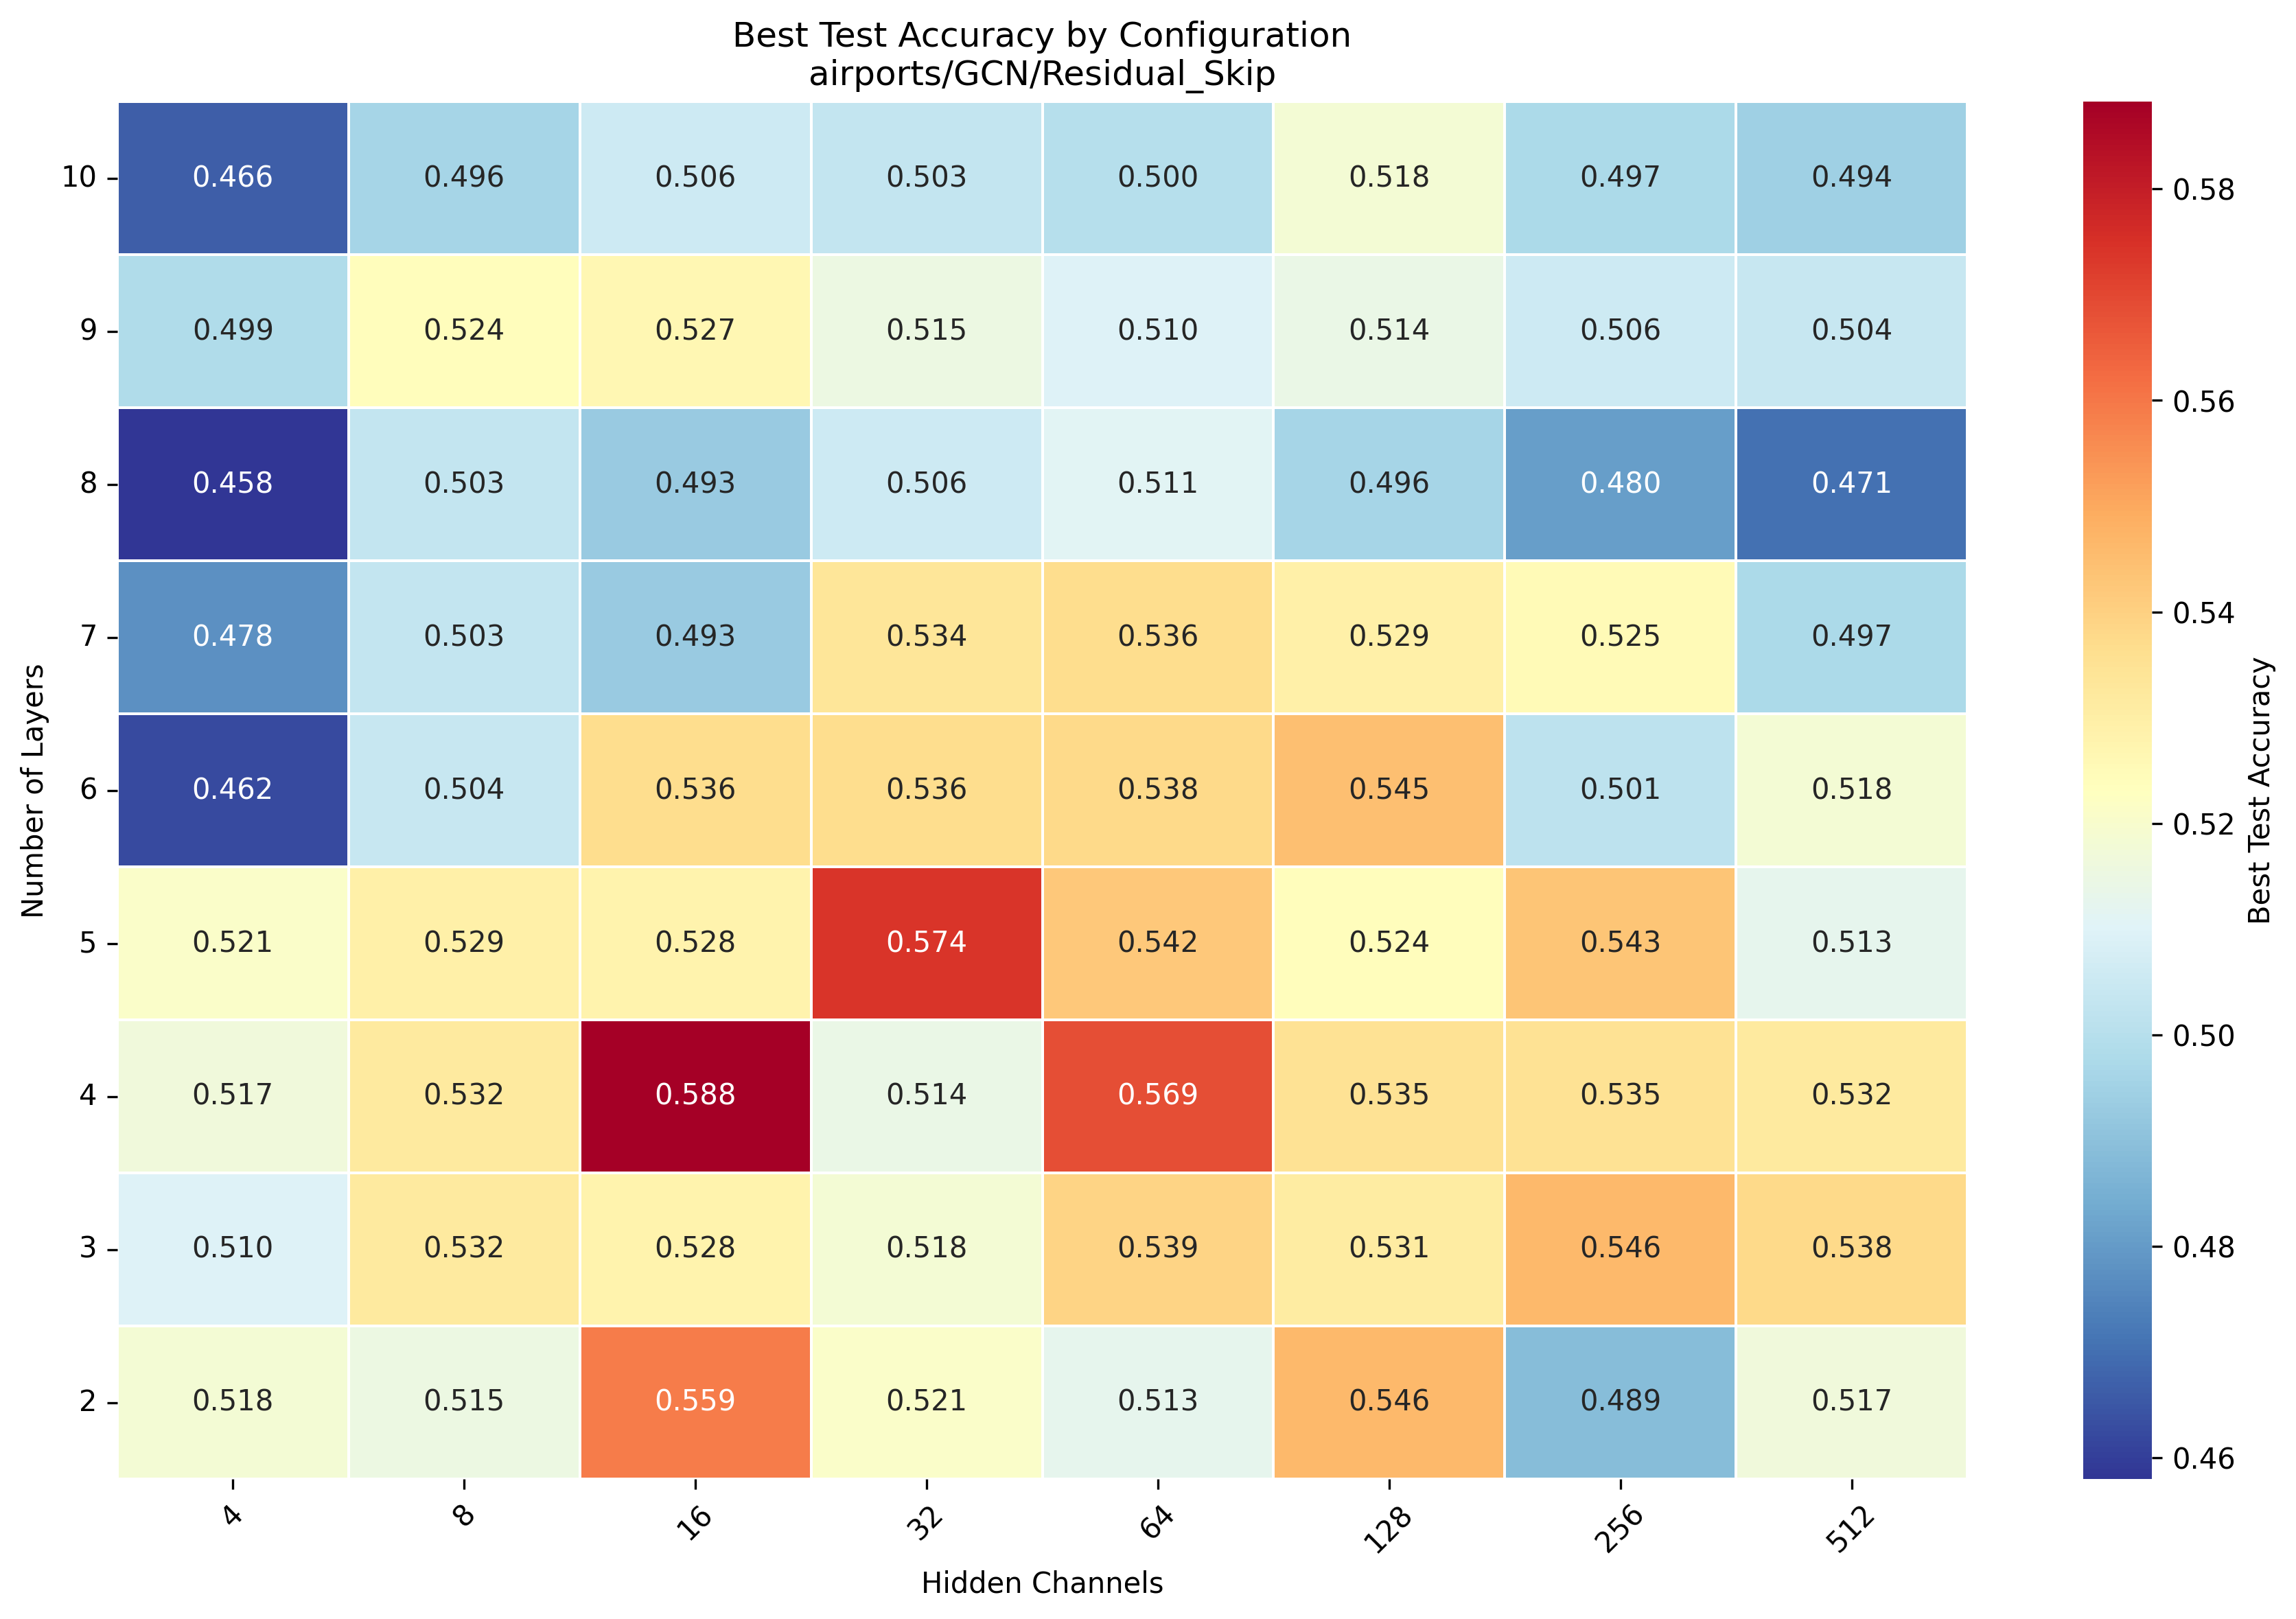 Best Test Accuracy by Configuration
airports/GCN/Residual_Skip
Number of Layers
10 0.466 0.496 0.506 0.503 0.500 0.518 0.497 0.494
9 0.499 0.524 0.527 0.515 0.510 0.514 0.506 0.504
8 0.458 0.503 0.493 0.506 0.511 0.496 0.480 0.471
7 0.478 0.503 0.493 0.534 0.536 0.529 0.525 0.497
6 0.462 0.504 0.536 0.536 0.538 0.545 0.501 0.518
5 0.521 0.529 0.528 0.574 0.542 0.524 0.543 0.513
4 0.517 0.532 0.588 0.514 0.569 0.535 0.535 0.532
3 0.510 0.532 0.528 0.518 0.539 0.531 0.546 0.538
2 0.518 0.515 0.559 0.521 0.513 0.546 0.489 0.517
4 8 16 32 64 128 256 512
Hidden Channels
0.58
0.56
0.54
0.52
0.50
0.48
0.46
Best Test Accuracy